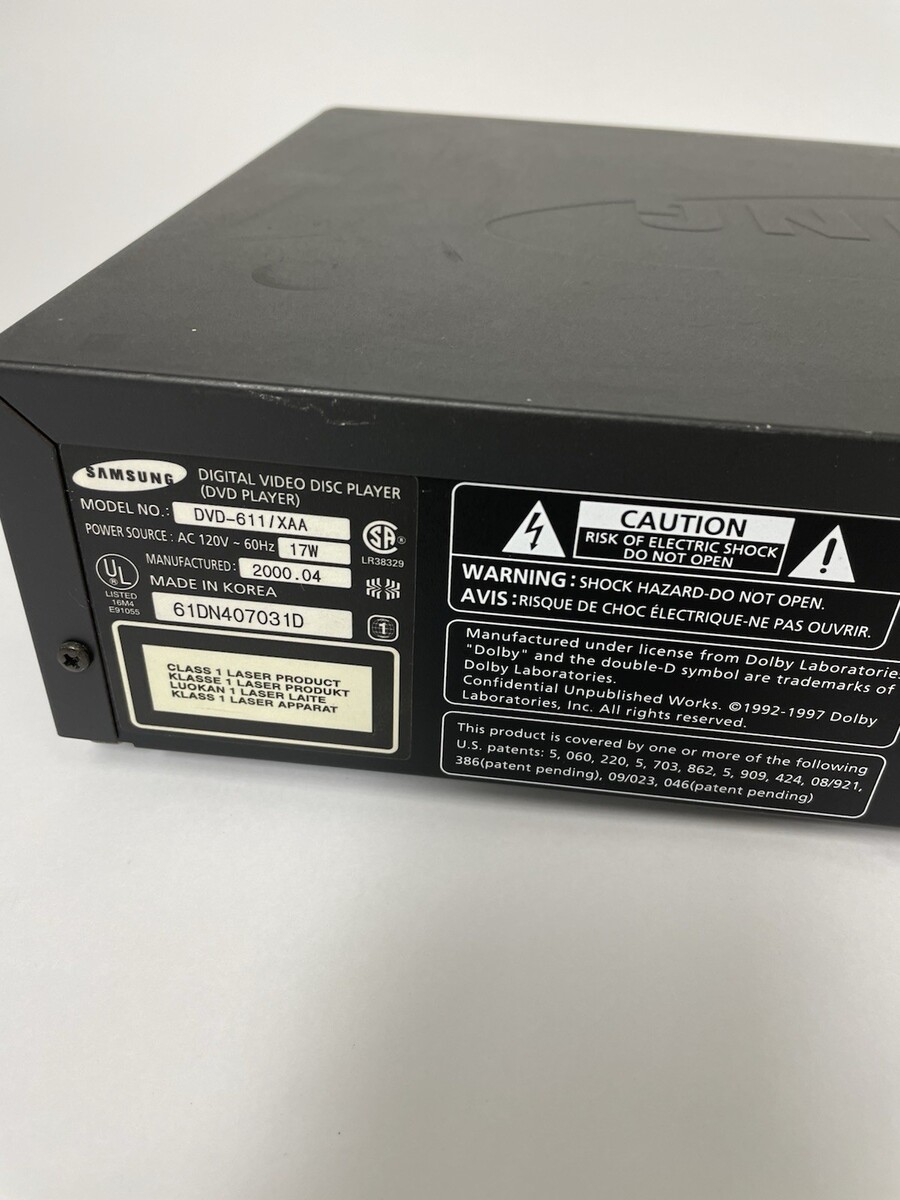 UNG
SAMSUNG
DIGITAL VIDEO DISC PLAYER
(DVD PLAYER)
MODEL NO.: DVD-611/XAA
POWER SOURCE : AC 120V ~ 60Hz 17W
SA ®
LR38329
UL ®
LISTED
16M4
E91055
MANUFACTURED: 2000.04
MADE IN KOREA
61DN407031D
1
CLASS 1 LASER PRODUCT
KLASSE 1 LASER PRODUKT
LUOKAN 1 LASER LAITE
KLASS 1 LASER APPARAT
CAUTION
RISK OF ELECTRIC SHOCK
DO NOT OPEN
WARNING : SHOCK HAZARD-DO NOT OPEN.
AVIS : RISQUE DE CHOC ÉLECTRIQUE-NE PAS OUVRIR.
Manufactured under license from Dolby Laboratories.
"Dolby" and the double-D symbol are trademarks of
Dolby Laboratories.
Confidential Unpublished Works. ©1992-1997 Dolby
Laboratories, Inc. All rights reserved.
This product is covered by one or more of the following
U.S. patents: 5, 060, 220, 5, 703, 862, 5, 909, 424, 08/921,
386(patent pending), 09/023, 046(patent pending)